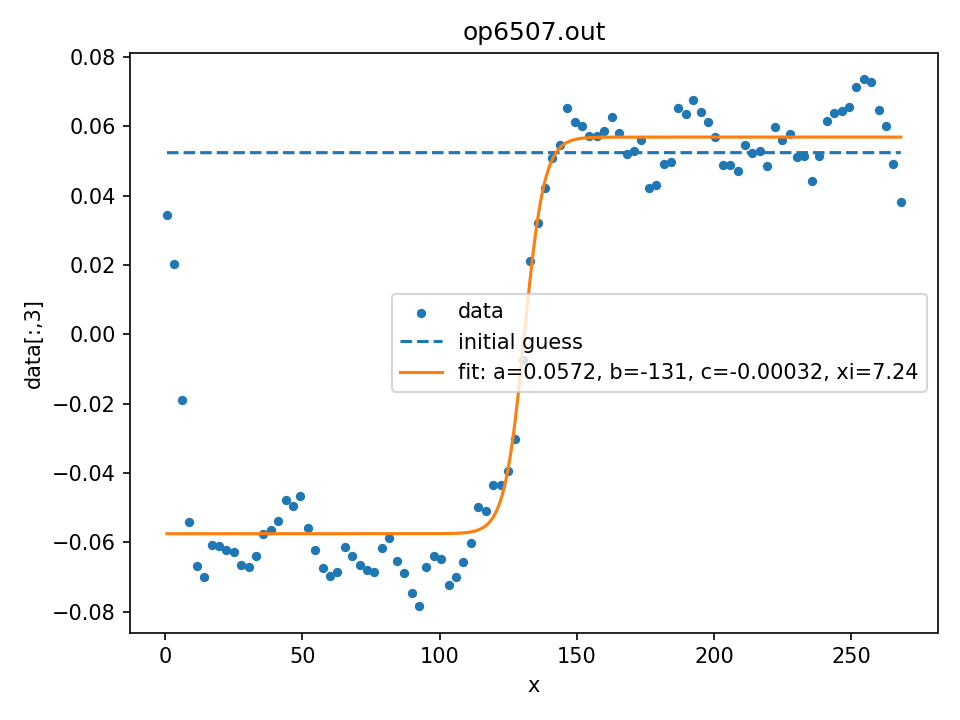 op6507.out
0.08
0.06
0.04
0.02
0.00
−0.02
−0.04
−0.06
−0.08
data[:,3]
data
initial guess
fit: a=0.0572, b=-131, c=-0.00032, xi=7.24
0 50 100 150 200 250
x